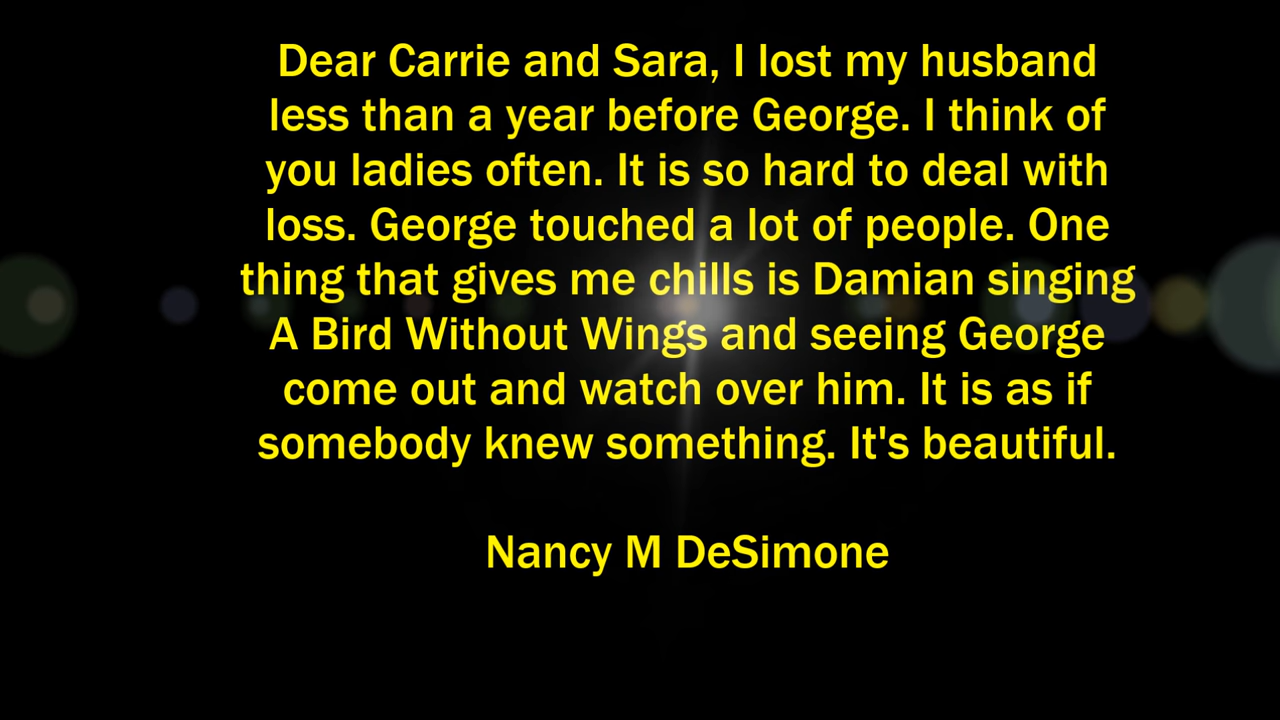 Dear Carrie and Sara, I lost my husband
less than a year before George. I think of
you ladies often. It is so hard to deal with
loss. George touched a lot of people. One
thing that gives me chills is Damian singing
A Bird Without Wings and seeing George
come out and watch over him. It is as if
somebody knew something. It's beautiful.
Nancy M DeSimone